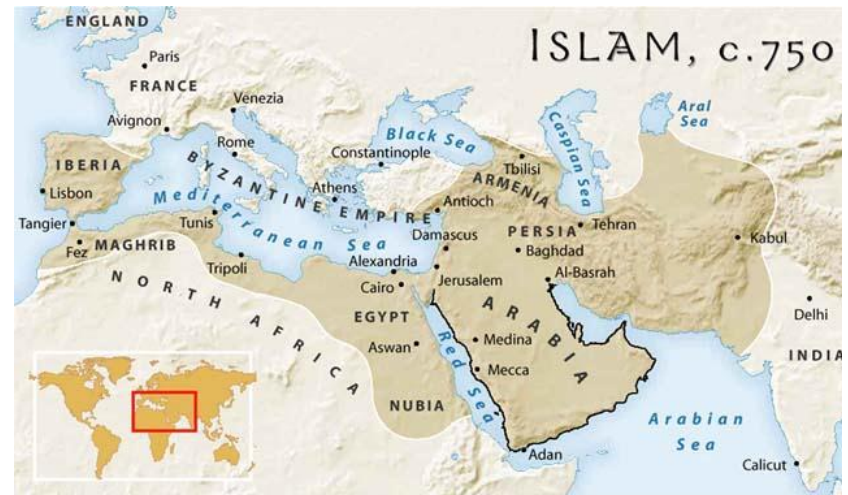 ISLAM, c.750
ENGLAND
Paris
FRANCE
Venezia
Avignon
Rome
Black Sea
Caspian Sea
Aral
Sea
Constantinople
Tbilisi
IBERIA
BYZANTINE EMPIRE
Athens
ARMENIA
Lisbon
Mediterranean Sea
Antioch
Tangier
Tunis
Damascus
PERSIA
Tehran
Kabul
Fez
MAGHRIB
Baghdad
Tripoli
Alexandria
Jerusalem
Al-Basrah
Cairo
NORTH AFRICA
EGYPT
ARABIA
Delhi
Aswan
Red Sea
Medina
INDIA
Mecca
NUBIA
Arabian
Sea
Adan
Calicut